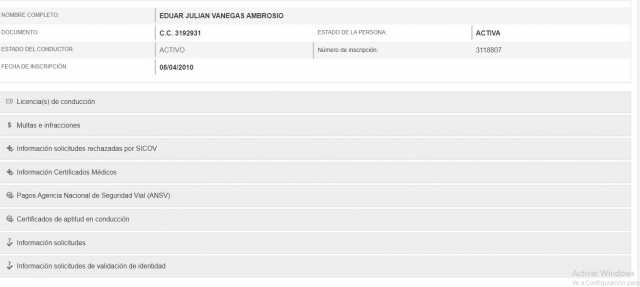 NOMBRE COMPLETO: EDUAR JULIAN VANEGAS AMBROSIO
DOCUMENTO: C.C. 3192931 ESTADO DE LA PERSONA: ACTIVA
ESTADO DEL CONDUCTOR: ACTIVO Número de inscripción: 3118807
FECHA DE INSCRIPCIÓN: 08/04/2010
Licencia(s) de conducción
$ Multas e infracciones
Información solicitudes rechazadas por SICOV
Información Certificados Médicos
Pagos Agencia Nacional de Seguridad Vial (ANSV)
Certificados de aptitud en conducción
Información solicitudes
Información solicitudes de validación de identidad
Activar Windows
Ve a Configuración para